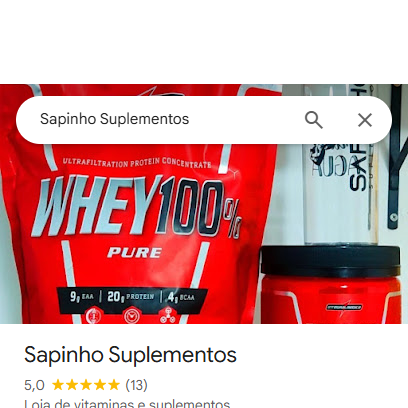 Sapinho Suplementos
ULTRAFILTRATION PROTEIN CONCENTRATE
WHEY100%
PURE
9g EAA | 20g PROTEIN | 4g BCAA
Sapinho Suplementos
5,0 ★★★★★ (13)
Loja de vitaminas e suplementos